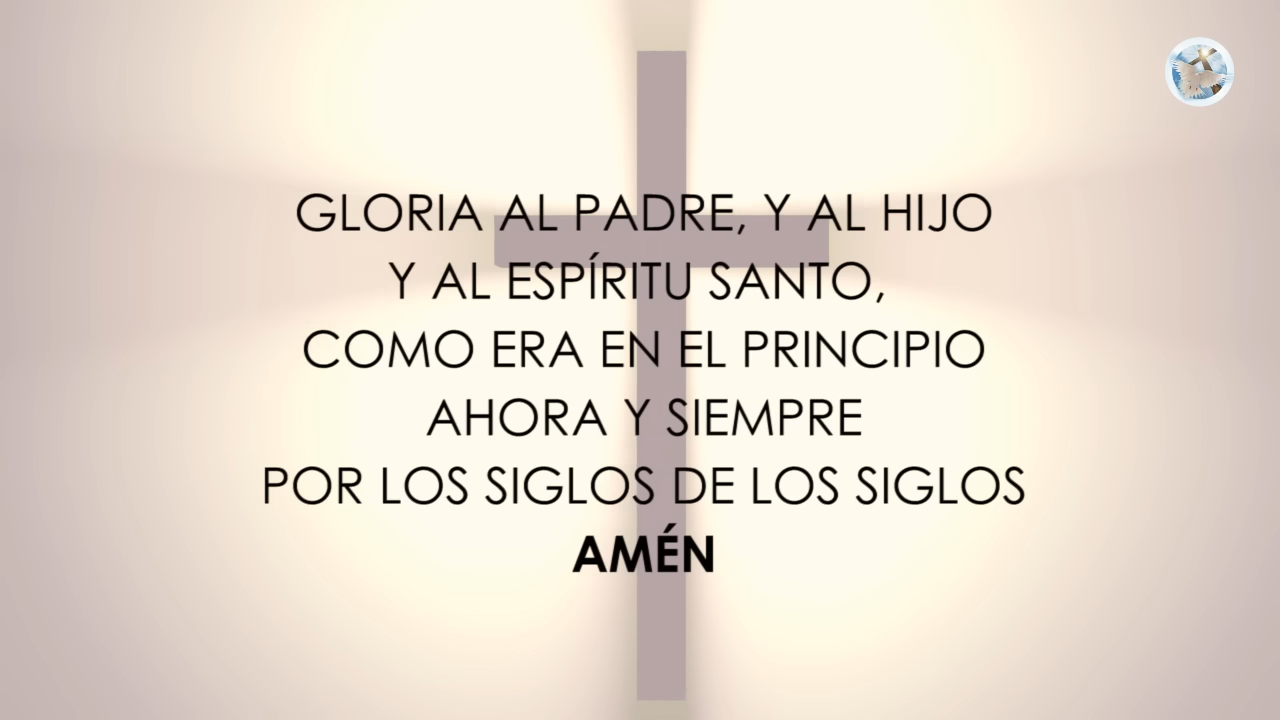 GLORIA AL PADRE, Y AL HIJO
Y AL ESPÍRITU SANTO,
COMO ERA EN EL PRINCIPIO
AHORA Y SIEMPRE
POR LOS SIGLOS DE LOS SIGLOS
AMÉN